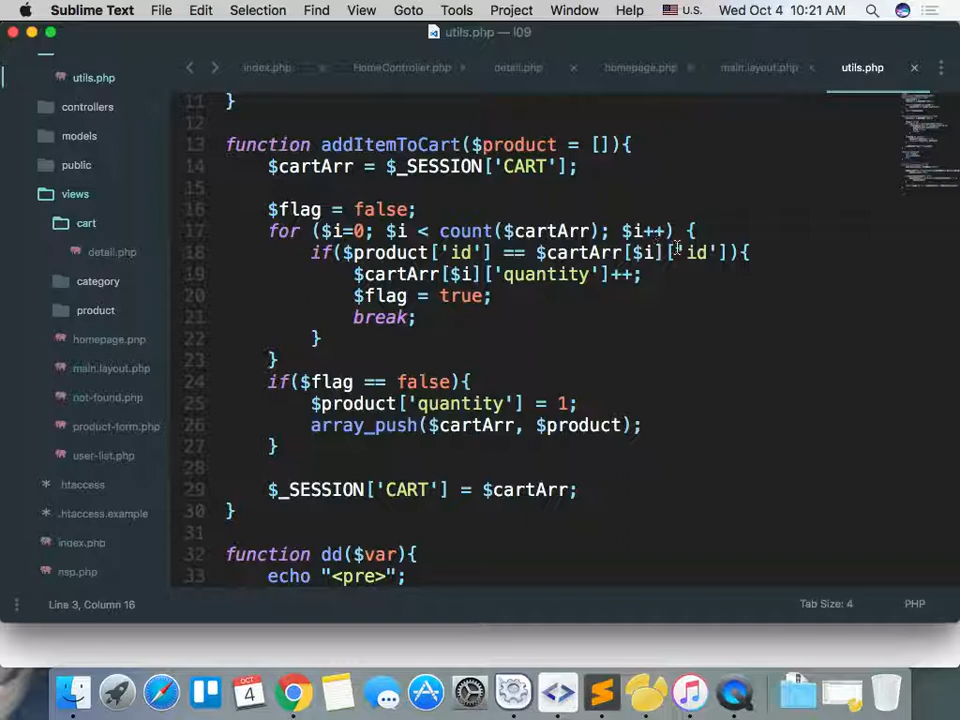 Sublime Text File Edit Selection Find View Goto Tools Project Window Help U.S. Wed Oct 4 10:21 AM
utils.php — l09
index.php HomeController.php detail.php homepage.php main.layout.php utils.php
utils.php
controllers
models
public
views
cart
detail.php
category
product
homepage.php
main.layout.php
not-found.php
product-form.php
user-list.php
.htaccess
.htaccess.example
index.php
nsp.php
11 }
12
13 function addItemToCart($product = []){
14 $cartArr = $_SESSION['CART'];
15
16 $flag = false;
17 for ($i=0; $i < count($cartArr); $i++) {
18 if($product['id'] == $cartArr[$i]['id']){
19 $cartArr[$i]['quantity']++;
20 $flag = true;
21 break;
22 }
23 }
24 if($flag == false){
25 $product['quantity'] = 1;
26 array_push($cartArr, $product);
27 }
28
29 $_SESSION['CART'] = $cartArr;
30 }
31
32 function dd($var){
33 echo "<pre>";
Line 3, Column 16 Tab Size: 4 PHP
OCT
4